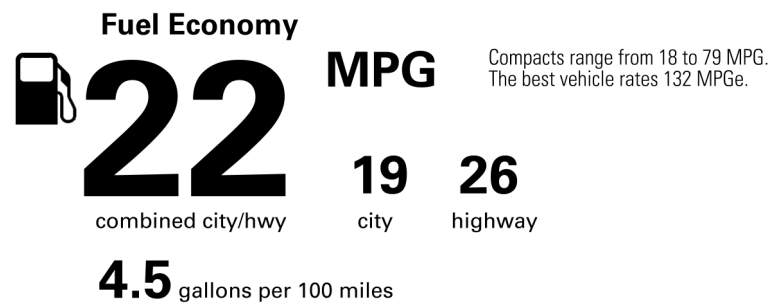 Fuel Economy
22 MPG
Compacts range from 18 to 79 MPG.
The best vehicle rates 132 MPGe.
combined city/hwy
19
city
26
highway
4.5 gallons per 100 miles